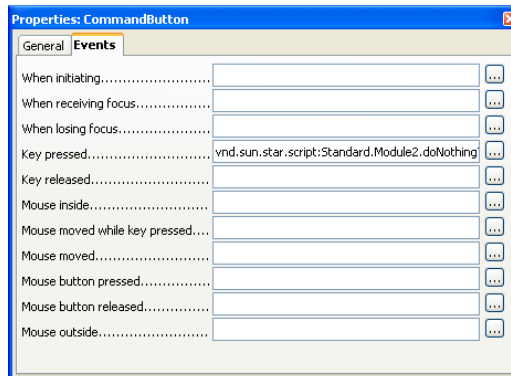 Properties: CommandButton
General Events
When initiating........................ ...
When receiving focus................ ...
When losing focus.................... ...
Key pressed............................ vnd.sun.star.script:Standard.Module2.doNothing ...
Key released........................... ...
Mouse inside........................... ...
Mouse moved while key pressed.... ...
Mouse moved.......................... ...
Mouse button pressed............... ...
Mouse button released.............. ...
Mouse outside......................... ...